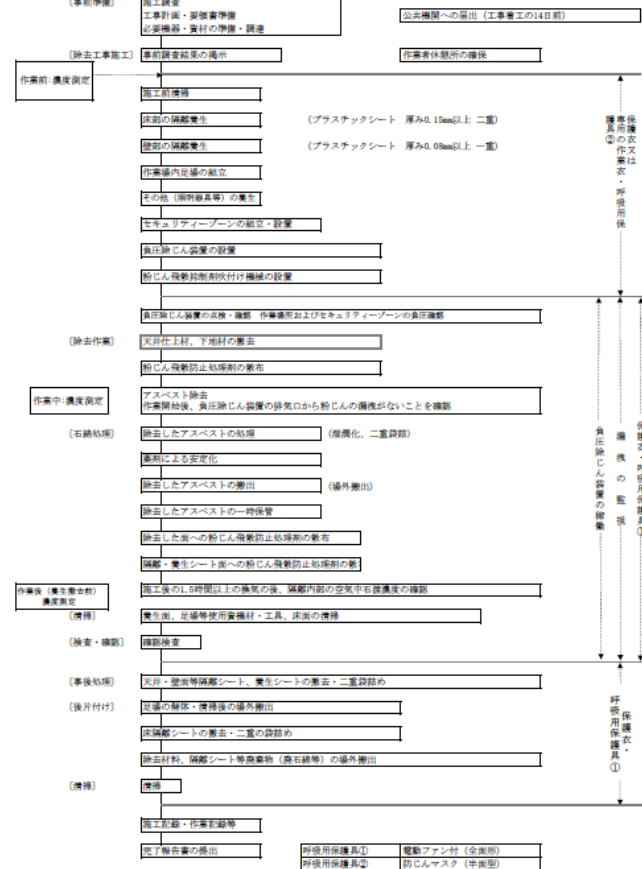 〔事前準備〕
施工調査
工事計画・要領書準備
必要機器・資材の準備・調達
公共機関への届出（工事着工の14日前）
〔除去工事施工〕
事前調査結果の掲示
作業者休憩所の確保
作業前:濃度測定
施工前清掃
床部の隔離養生
（プラスチックシート 厚み0.15mm以上 二重）
壁部の隔離養生
（プラスチックシート 厚み0.08mm以上 一重）
作業場内足場の組立
その他（照明器具等）の養生
セキュリティーゾーンの組立・設置
負圧除じん装置の設置
粉じん飛散抑制剤吹付け機械の設置
保護衣又は
専用の作業衣・呼吸用保
護具②
負圧除じん装置の点検・確認 作業場所およびセキュリティーゾーンの負圧確認
〔除去作業〕
天井仕上材、下地材の撤去
粉じん飛散防止処理剤の散布
作業中:濃度測定
アスベスト除去
作業開始後、負圧除じん装置の排気口から粉じんの漏洩がないことを確認
〔石綿処理〕
除去したアスベストの処理
（湿潤化、二重袋詰）
薬剤による安定化
除去したアスベストの搬出
（場外搬出）
除去したアスベストの一時保管
除去した面への粉じん飛散防止処理剤の散布
隔離・養生シート面への粉じん飛散防止処理剤の散
負圧除じん装置の稼働
漏洩の監視
保護衣・呼吸用保護具①
作業後（養生撤去前）
濃度測定
施工後の1.5時間以上の換気の後、隔離内部の空気中石綿濃度の確認
〔清掃〕
養生面、足場等使用資機材・工具、床面の清掃
〔検査・確認〕
確認検査
〔事後処理〕
天井・壁面等隔離シート、養生シートの撤去・二重袋詰め
〔後片付け〕
足場の解体・清掃後の場外搬出
床隔離シートの撤去・二重の袋詰め
除去材料、隔離シート等廃棄物（廃石綿等）の場外搬出
保護衣・
呼吸用保護具①
〔清掃〕
清掃
施工記録・作業記録等
完了報告書の提出
呼吸用保護具① 電動ファン付（全面形）
呼吸用保護具② 防じんマスク（半面型）